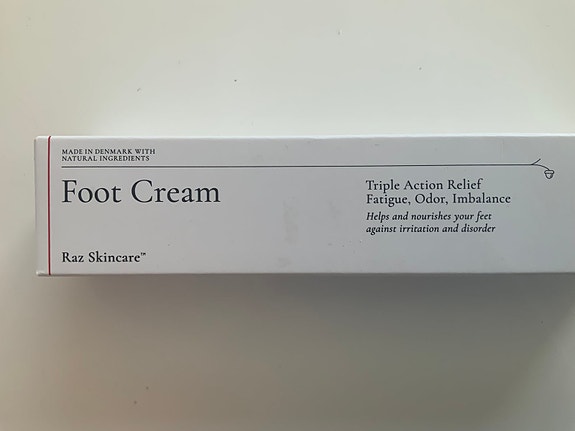 MADE IN DENMARK WITH
NATURAL INGREDIENTS
Foot Cream
Raz Skincare™
Triple Action Relief
Fatigue, Odor, Imbalance
Helps and nourishes your feet
against irritation and disorder